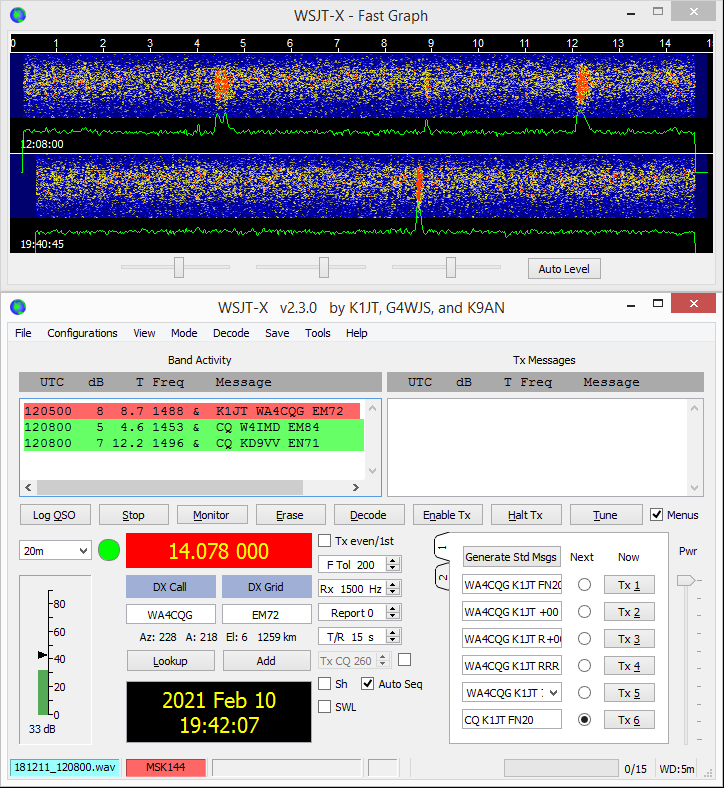 WSJT-X - Fast Graph
0 1 2 3 4 5 6 7 8 9 10 11 12 13 14 15
12:08:00
19:40:45
Auto Level
WSJT-X v2.3.0 by K1JT, G4WJS, and K9AN
File Configurations View Mode Decode Save Tools Help
Band Activity Tx Messages
UTC dB T Freq Message UTC dB T Freq Message
120500 8 8.7 1488 & K1JT WA4CQG EM72
120800 5 4.6 1453 & CQ W4IMD EM84
120800 7 12.2 1496 & CQ KD9VV EN71
Log QSO Stop Monitor Erase Decode Enable Tx Halt Tx Tune Menus
20m
14.078 000
DX Call DX Grid
WA4CQG EM72
Az: 228 A: 218 El: 6 1259 km
Lookup Add
2021 Feb 10
19:42:07
Tx even/1st
F Tol 200
Rx 1500 Hz
Report 0
T/R 15 s
Tx CQ 260
Sh Auto Seq
SWL
1
2
Generate Std Msgs Next Now
WA4CQG K1JT FN20 Tx 1
WA4CQG K1JT +00 Tx 2
WA4CQG K1JT R+00 Tx 3
WA4CQG K1JT RRR Tx 4
WA4CQG K1JT Tx 5
CQ K1JT FN20 Tx 6
Pwr
-80
-60
-40
-20
-0
33 dB
181211_120800.wav MSK144 0/15 WD:5m